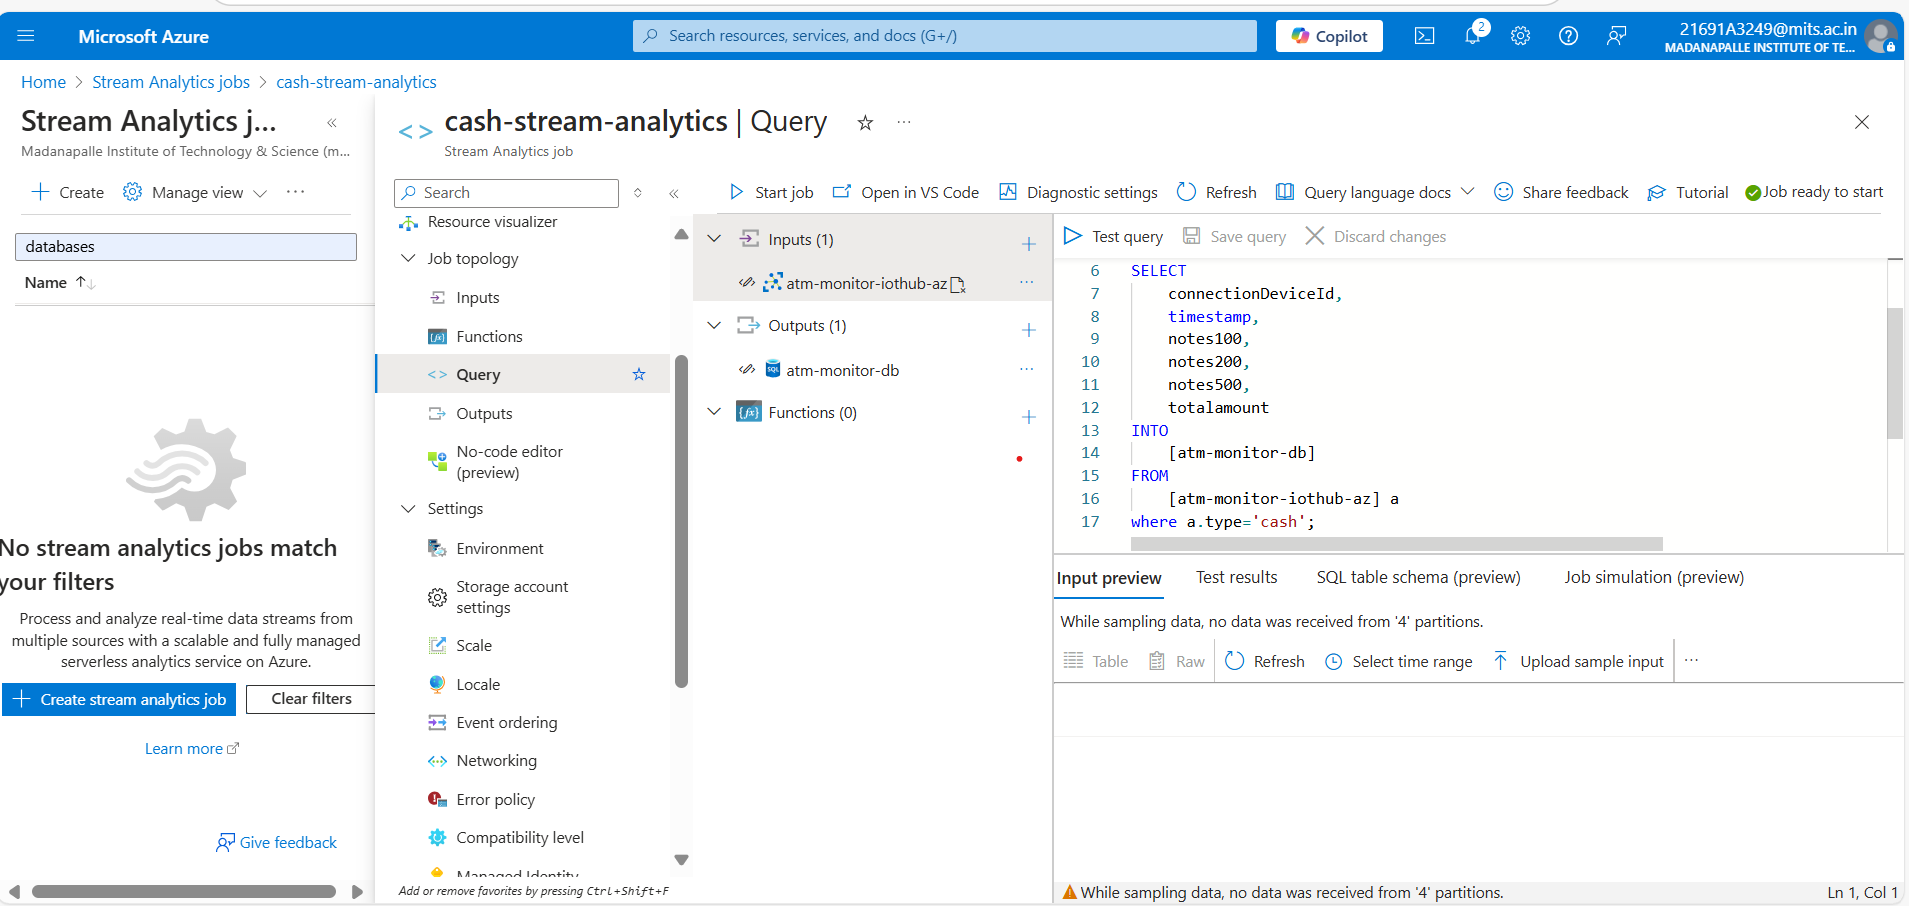 Microsoft Azure
Search resources, services, and docs (G+/)
Copilot
2
21691A3249@mits.ac.in
MADANAPALLE INSTITUTE OF TE...
Home > Stream Analytics jobs > cash-stream-analytics
Stream Analytics j...
Madanapalle Institute of Technology & Science (m...
Create
Manage view
databases
Name
No stream analytics jobs match
your filters
Process and analyze real-time data streams from
multiple sources with a scalable and fully managed
serverless analytics service on Azure.
Create stream analytics job
Clear filters
Learn more
Give feedback
cash-stream-analytics | Query
Stream Analytics job
Search
Resource visualizer
Job topology
Inputs
Functions
Query
Outputs
No-code editor
(preview)
Settings
Environment
Storage account
settings
Scale
Locale
Event ordering
Networking
Error policy
Compatibility level
Managed Identity
Add or remove favorites by pressing Ctrl+Shift+F
Start job
Open in VS Code
Diagnostic settings
Refresh
Query language docs
Share feedback
Tutorial
Job ready to start
Inputs (1)
atm-monitor-iothub-az
Outputs (1)
SQL
atm-monitor-db
Functions (0)
Test query
Save query
Discard changes
6 SELECT
7 connectionDeviceId,
8 timestamp,
9 notes100,
10 notes200,
11 notes500,
12 totalamount
13 INTO
14 [atm-monitor-db]
15 FROM
16 [atm-monitor-iothub-az] a
17 where a.type='cash';
Input preview
Test results
SQL table schema (preview)
Job simulation (preview)
While sampling data, no data was received from '4' partitions.
Table
Raw
Refresh
Select time range
Upload sample input
While sampling data, no data was received from '4' partitions.
Ln 1, Col 1